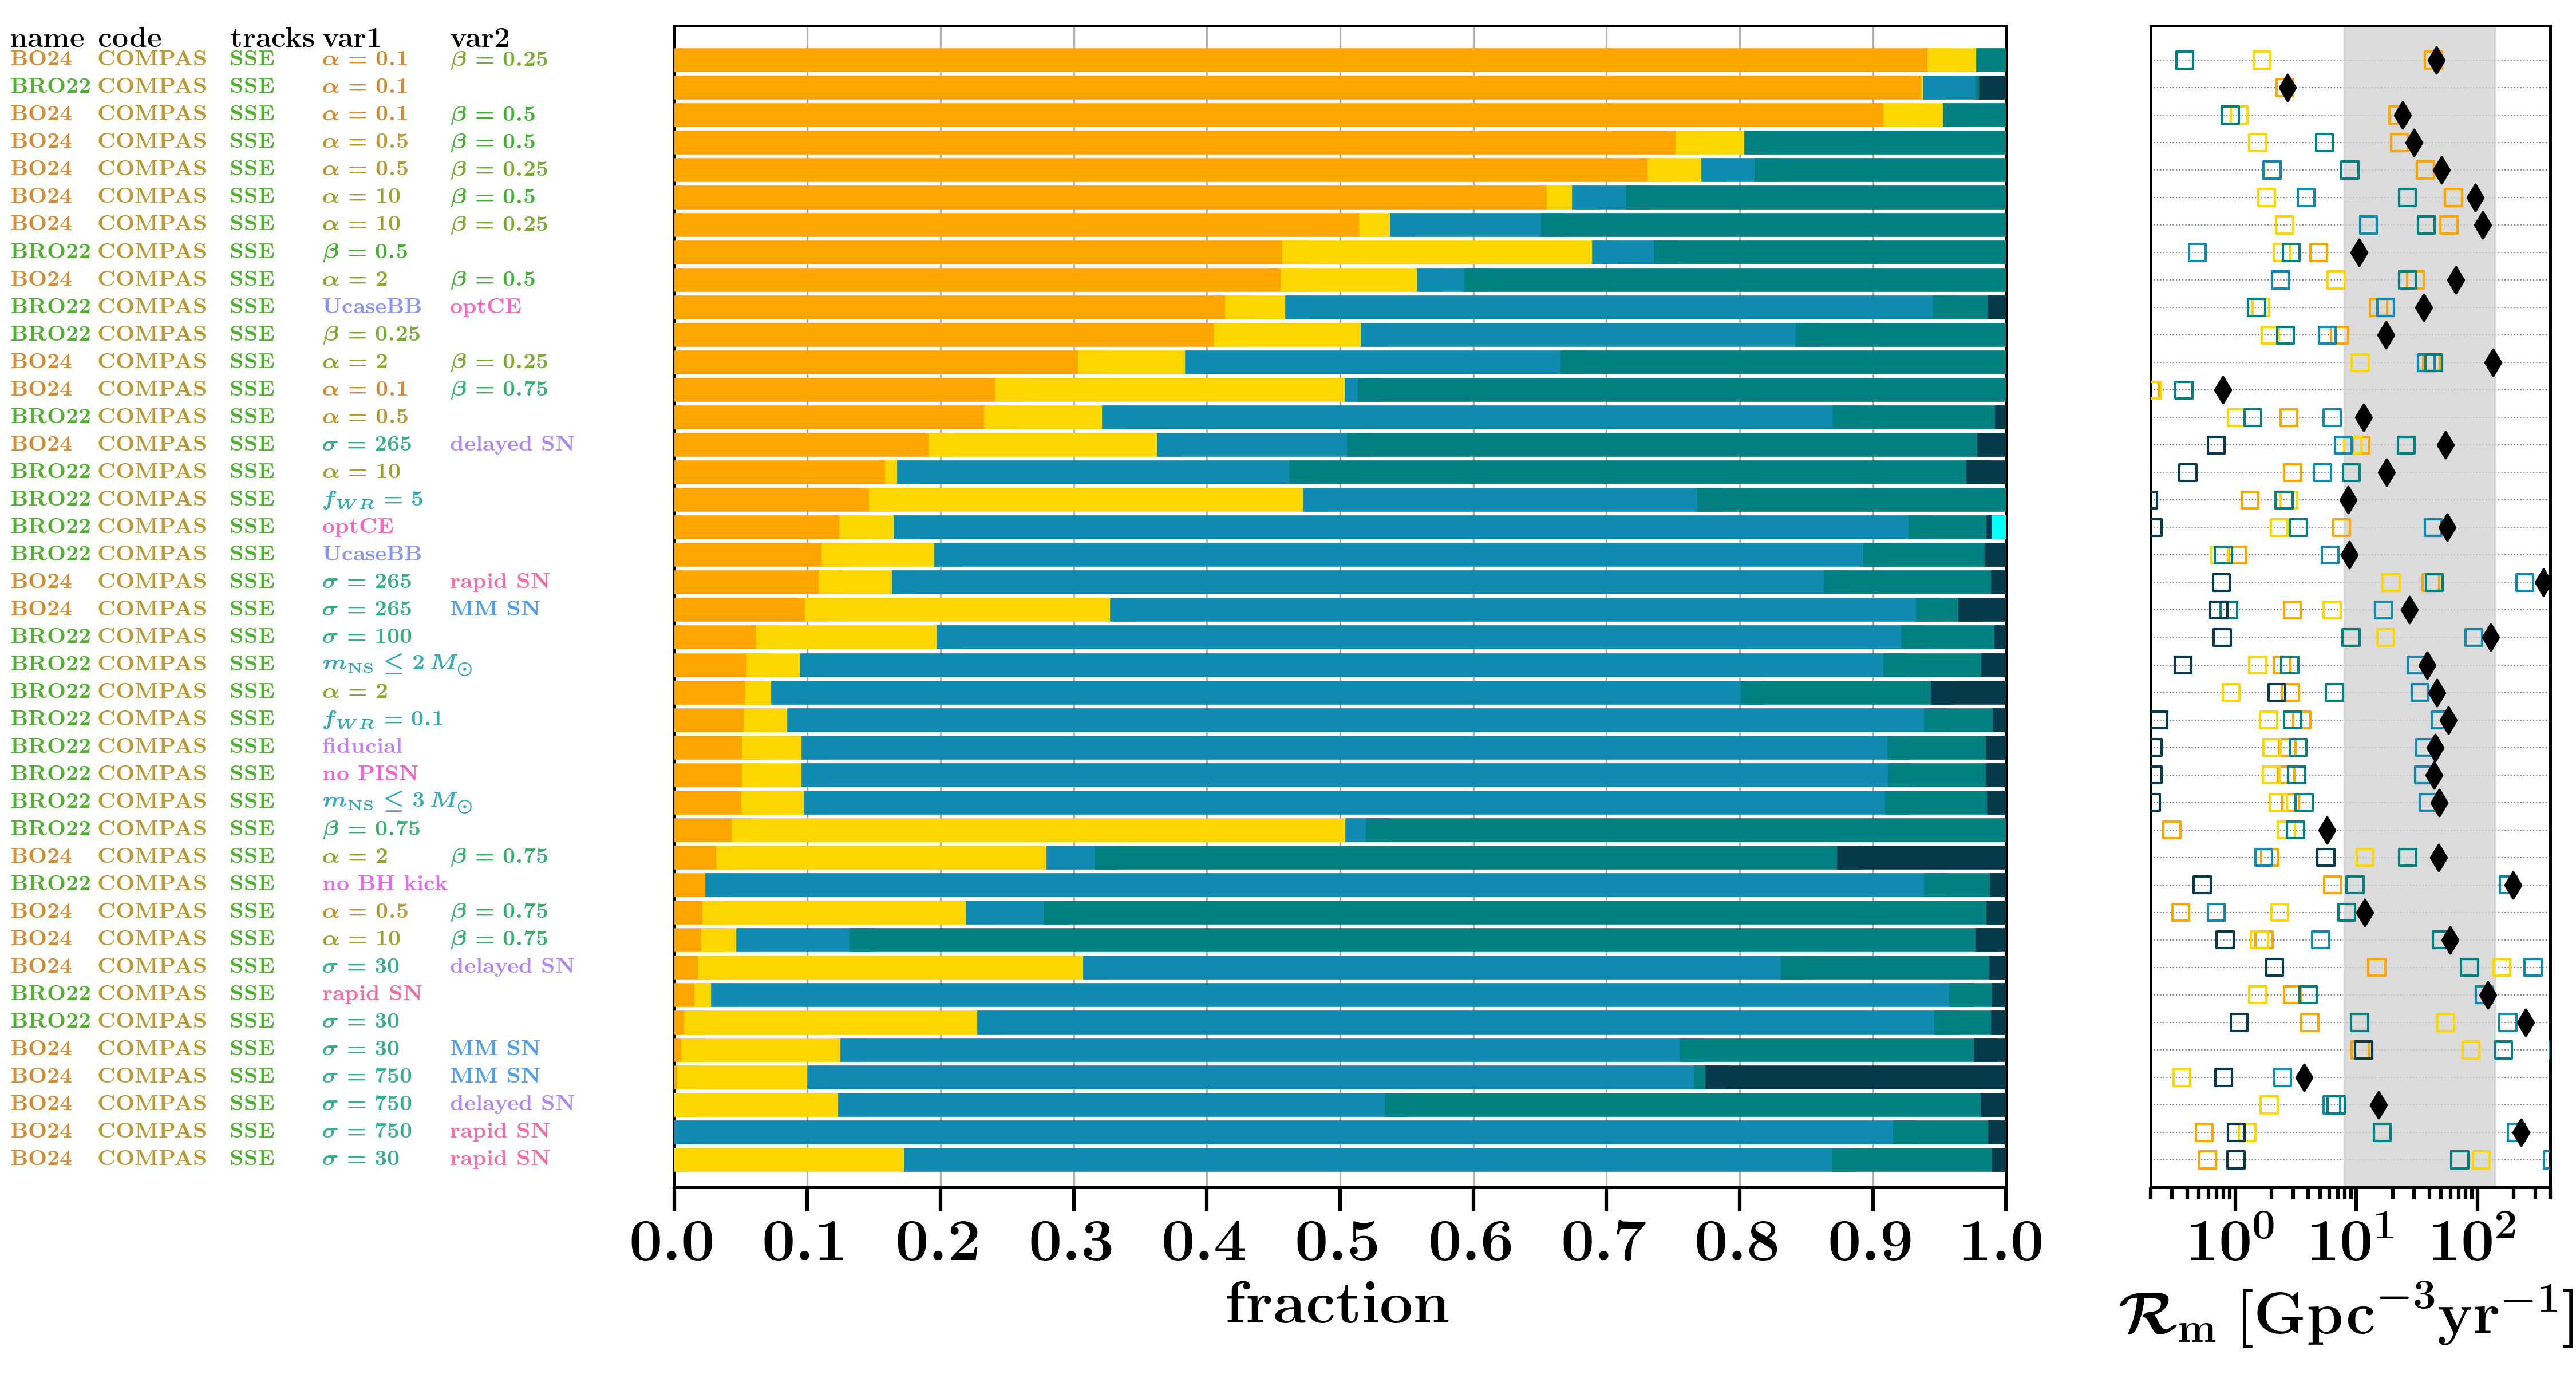 name code tracks var1 var2
BO24 COMPAS SSE α = 0.1 β = 0.25
BRO22 COMPAS SSE α = 0.1
BO24 COMPAS SSE α = 0.1 β = 0.5
BO24 COMPAS SSE α = 0.5 β = 0.5
BO24 COMPAS SSE α = 0.5 β = 0.25
BO24 COMPAS SSE α = 10 β = 0.5
BO24 COMPAS SSE α = 10 β = 0.25
BRO22 COMPAS SSE β = 0.5
BO24 COMPAS SSE α = 2 β = 0.5
BRO22 COMPAS SSE UcaseBB optCE
BRO22 COMPAS SSE β = 0.25
BO24 COMPAS SSE α = 2 β = 0.25
BO24 COMPAS SSE α = 0.1 β = 0.75
BRO22 COMPAS SSE α = 0.5
BO24 COMPAS SSE σ = 265 delayed SN
BRO22 COMPAS SSE α = 10
BRO22 COMPAS SSE f_WR = 5
BRO22 COMPAS SSE optCE
BRO22 COMPAS SSE UcaseBB
BO24 COMPAS SSE σ = 265 rapid SN
BO24 COMPAS SSE σ = 265 MM SN
BRO22 COMPAS SSE σ = 100
BRO22 COMPAS SSE m_NS ≤ 2 M_⊙
BRO22 COMPAS SSE α = 2
BRO22 COMPAS SSE f_WR = 0.1
BRO22 COMPAS SSE fiducial
BRO22 COMPAS SSE no PISN
BRO22 COMPAS SSE m_NS ≤ 3 M_⊙
BRO22 COMPAS SSE β = 0.75
BO24 COMPAS SSE α = 2 β = 0.75
BRO22 COMPAS SSE no BH kick
BO24 COMPAS SSE α = 0.5 β = 0.75
BO24 COMPAS SSE α = 10 β = 0.75
BO24 COMPAS SSE σ = 30 delayed SN
BRO22 COMPAS SSE rapid SN
BRO22 COMPAS SSE σ = 30
BO24 COMPAS SSE σ = 30 MM SN
BO24 COMPAS SSE σ = 750 MM SN
BO24 COMPAS SSE σ = 750 delayed SN
BO24 COMPAS SSE σ = 750 rapid SN
BO24 COMPAS SSE σ = 30 rapid SN
0.0 0.1 0.2 0.3 0.4 0.5 0.6 0.7 0.8 0.9 1.0
fraction
10⁰ 10¹ 10²
ℛ_m [Gpc⁻³yr⁻¹]